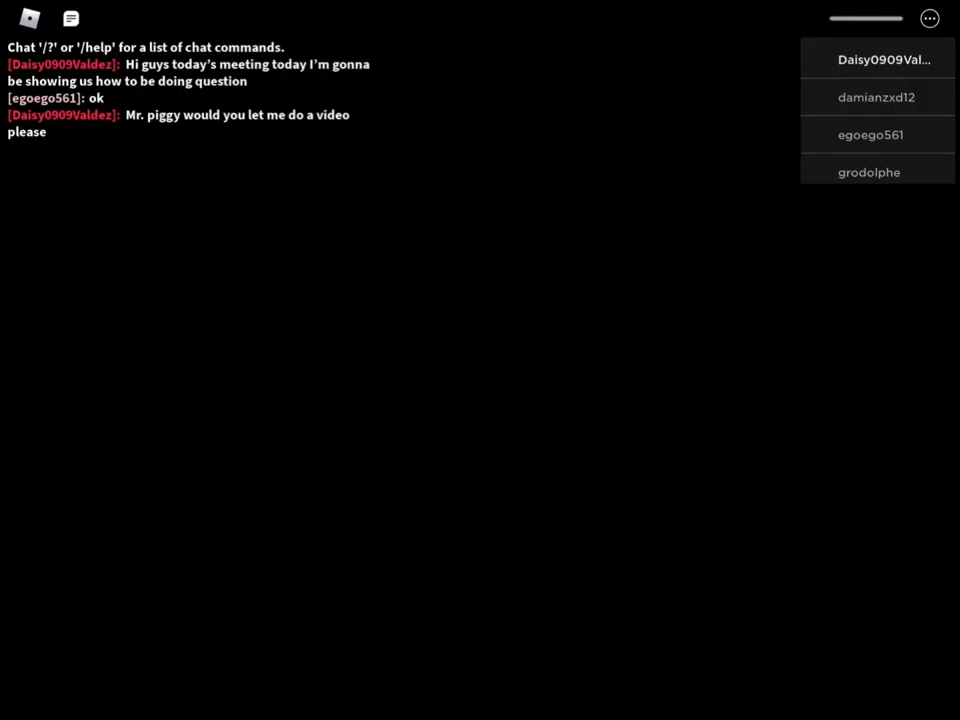 Chat '/?' or '/help' for a list of chat commands.
[Daisy0909Valdez]: Hi guys today's meeting today I'm gonna
be showing us how to be doing question
[egoego561]: ok
[Daisy0909Valdez]: Mr. piggy would you let me do a video
please
Daisy0909Val...
damianzxd12
egoego561
grodolphe